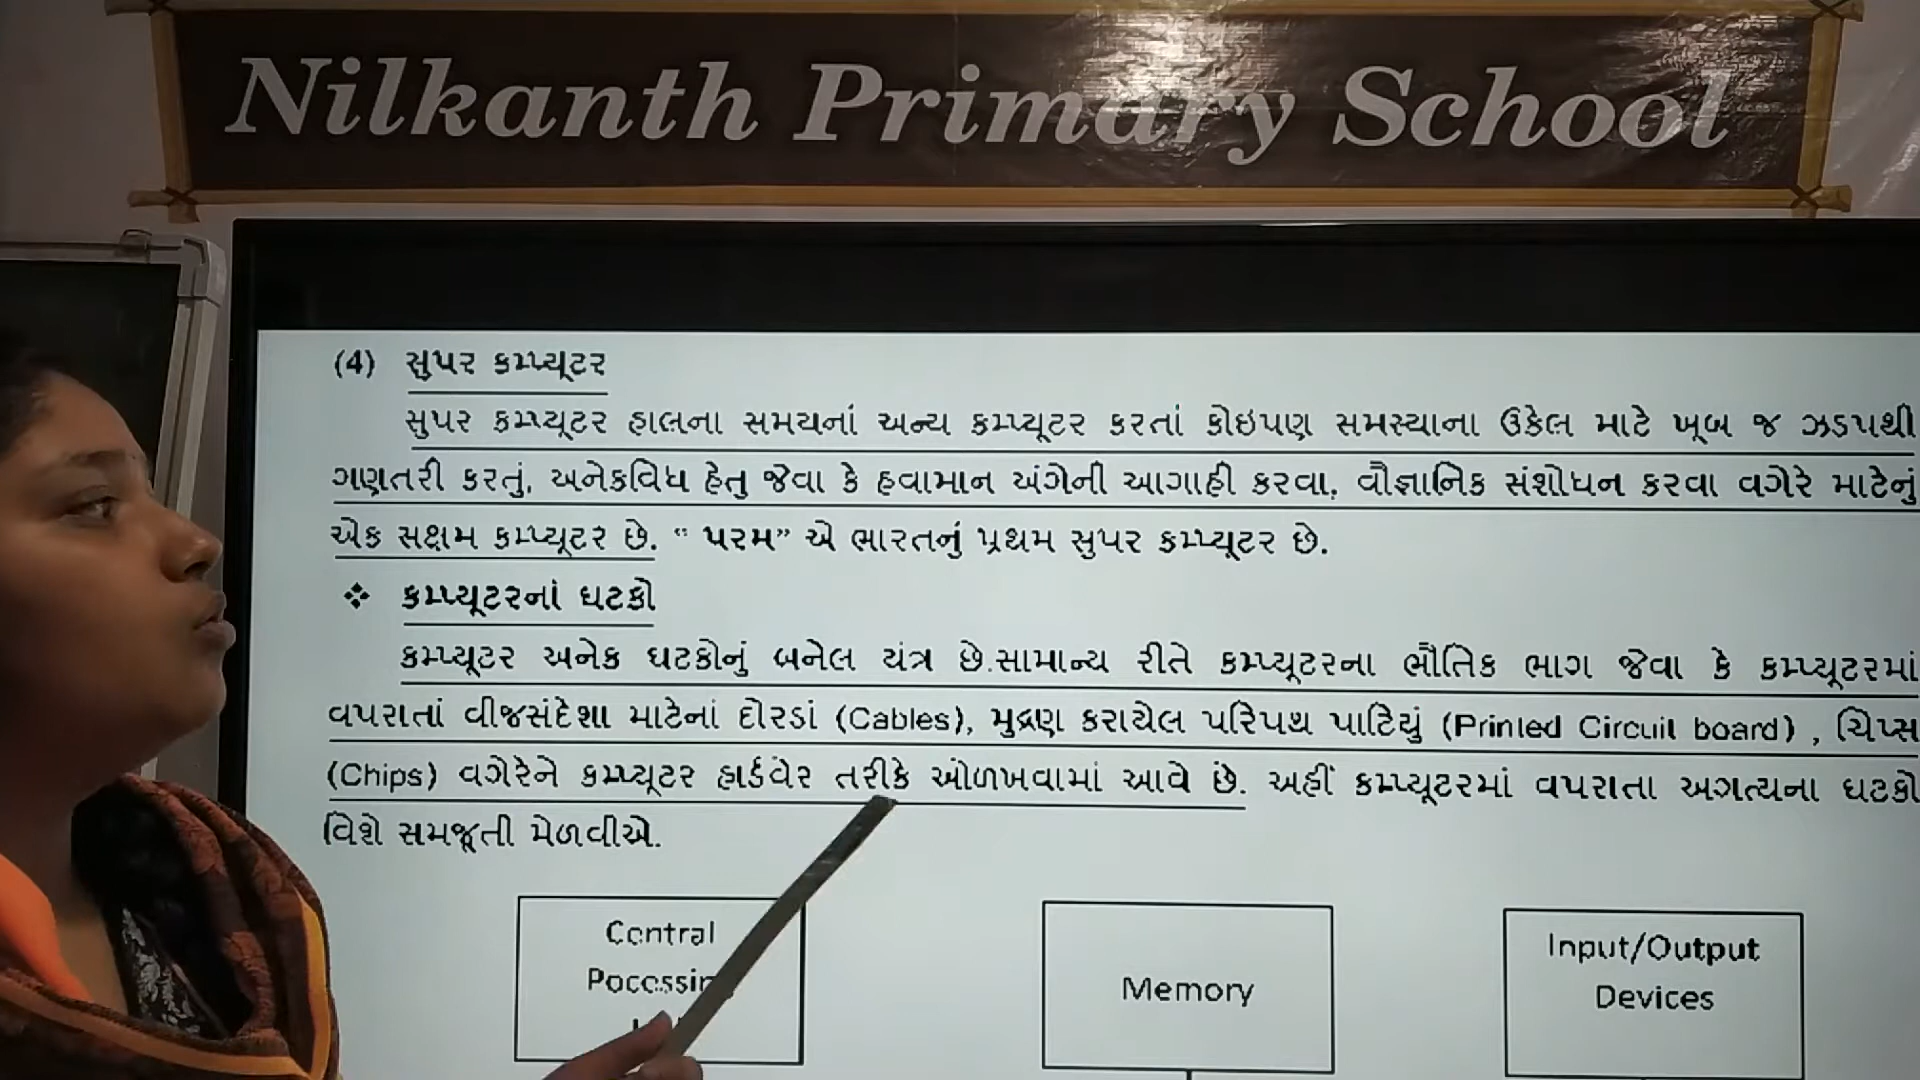 Nilkanth Primary School
(4) સુપર કમ્પ્યૂટર
સુપર કમ્પ્યૂટર હાલના સમયનાં અન્ય કમ્પ્યૂટર કરતાં કોઇપણ સમસ્યાના ઉકેલ માટે ખૂબ જ ઝડપથી
ગણતરી કરતું, અનેકવિધ હેતુ જેવા કે હવામાન અંગેની આગાહી કરવા, વૈજ્ઞાનિક સંશોધન કરવા વગેરે માટેનું
એક સક્ષમ કમ્પ્યૂટર છે. “ પરમ” એ ભારતનું પ્રથમ સુપર કમ્પ્યૂટર છે.
❖ કમ્પ્યૂટરનાં ઘટકો
કમ્પ્યૂટર અનેક ઘટકોનું બનેલ યંત્ર છે.સામાન્ય રીતે કમ્પ્યૂટરના ભૌતિક ભાગ જેવા કે કમ્પ્યૂટરમાં
વપરાતાં વીજસંદેશા માટેનાં દોરડાં (Cables), મુદ્રણ કરાયેલ પરિપથ પાટિયું (Printed Circuit board) , ચિપ્સ
(Chips) વગેરેને કમ્પ્યૂટર હાર્ડવેર તરીકે ઓળખવામાં આવે છે. અહીં કમ્પ્યૂટરમાં વપરાતા અગત્યના ઘટકો
વિશે સમજૂતી મેળવીએ.
Central
Memory
Input/Output
Devices